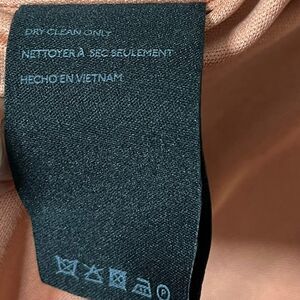 DRY CLEAN ONLY
NETTOYER À SEC SEULEMENT
HECHO EN VIETNAM
P